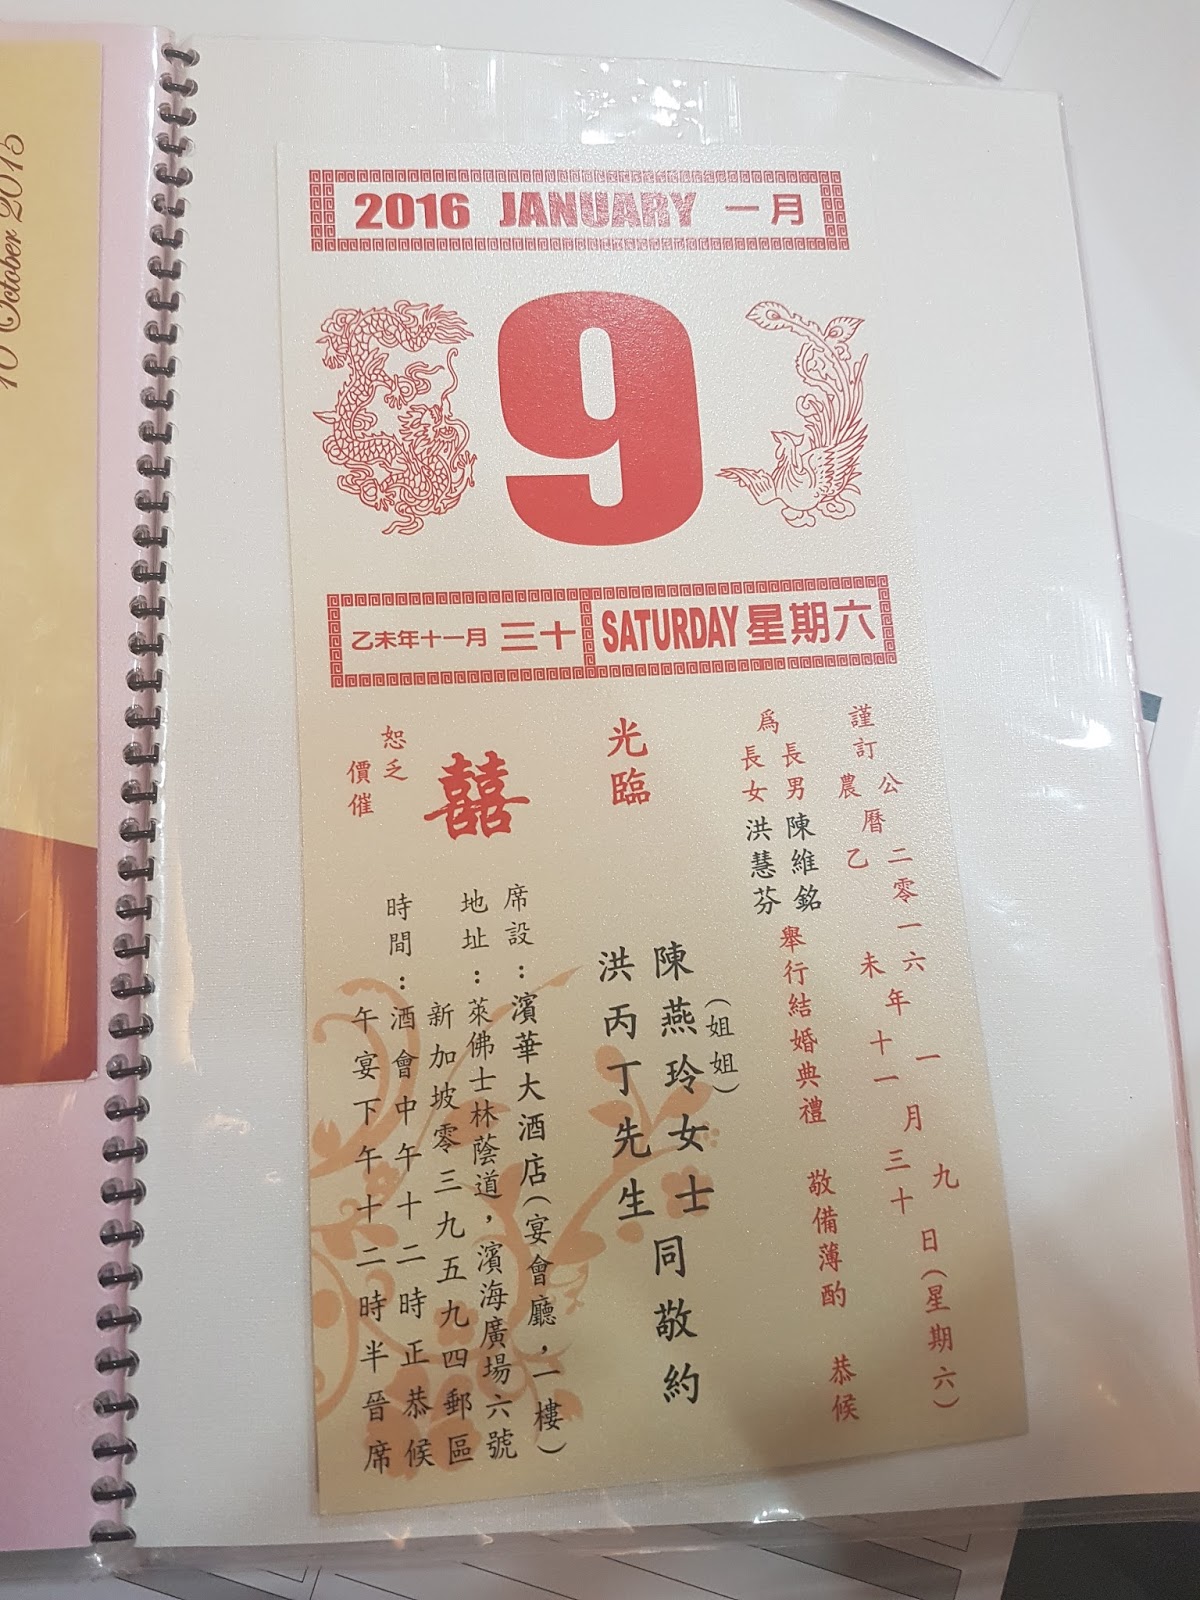 10 October 2015
2016 JANUARY 一月
9
乙未年十一月 三十
SATURDAY 星期六
謹訂
公曆二零一六年一月九日(星期六)
農曆乙未年十一月三十
爲
長男陳維銘
長女洪慧芬
舉行結婚典禮 敬備薄酌 恭候
光臨
(姐姐)
陳燕玲女士
洪丙丁先生
同敬約
囍
席設:濱華大酒店(宴會廳,一樓)
地址:萊佛士林蔭道,濱海廣場六號
新加坡零三九五九四郵區
時間:酒會中午十二時正恭候
午宴下午十二時半晉席
恕乏
價催